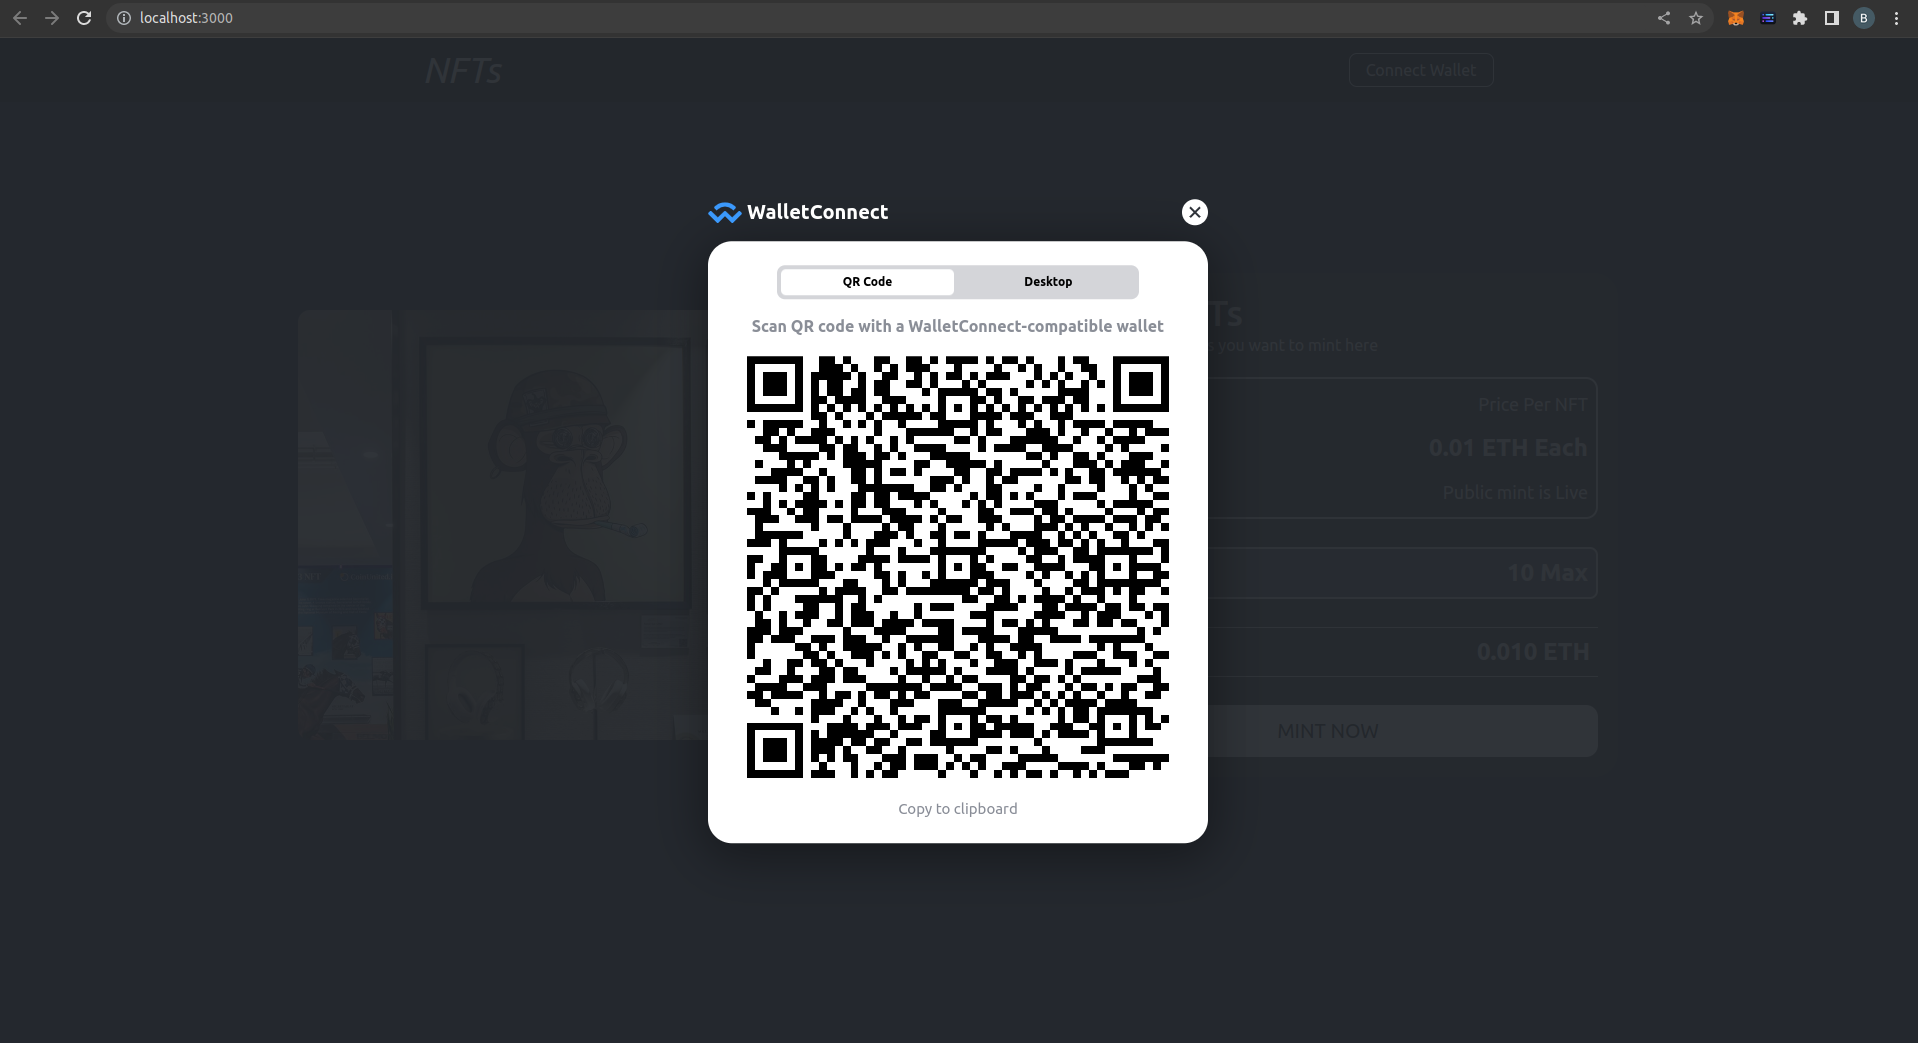 localhost:3000
B
NFTs
Connect Wallet
WalletConnect
QR Code
Desktop
Scan QR code with a WalletConnect-compatible wallet
Ts
you want to mint here
Price Per NFT
0.01 ETH Each
Public mint is Live
10 Max
0.010 ETH
MINT NOW
Copy to clipboard